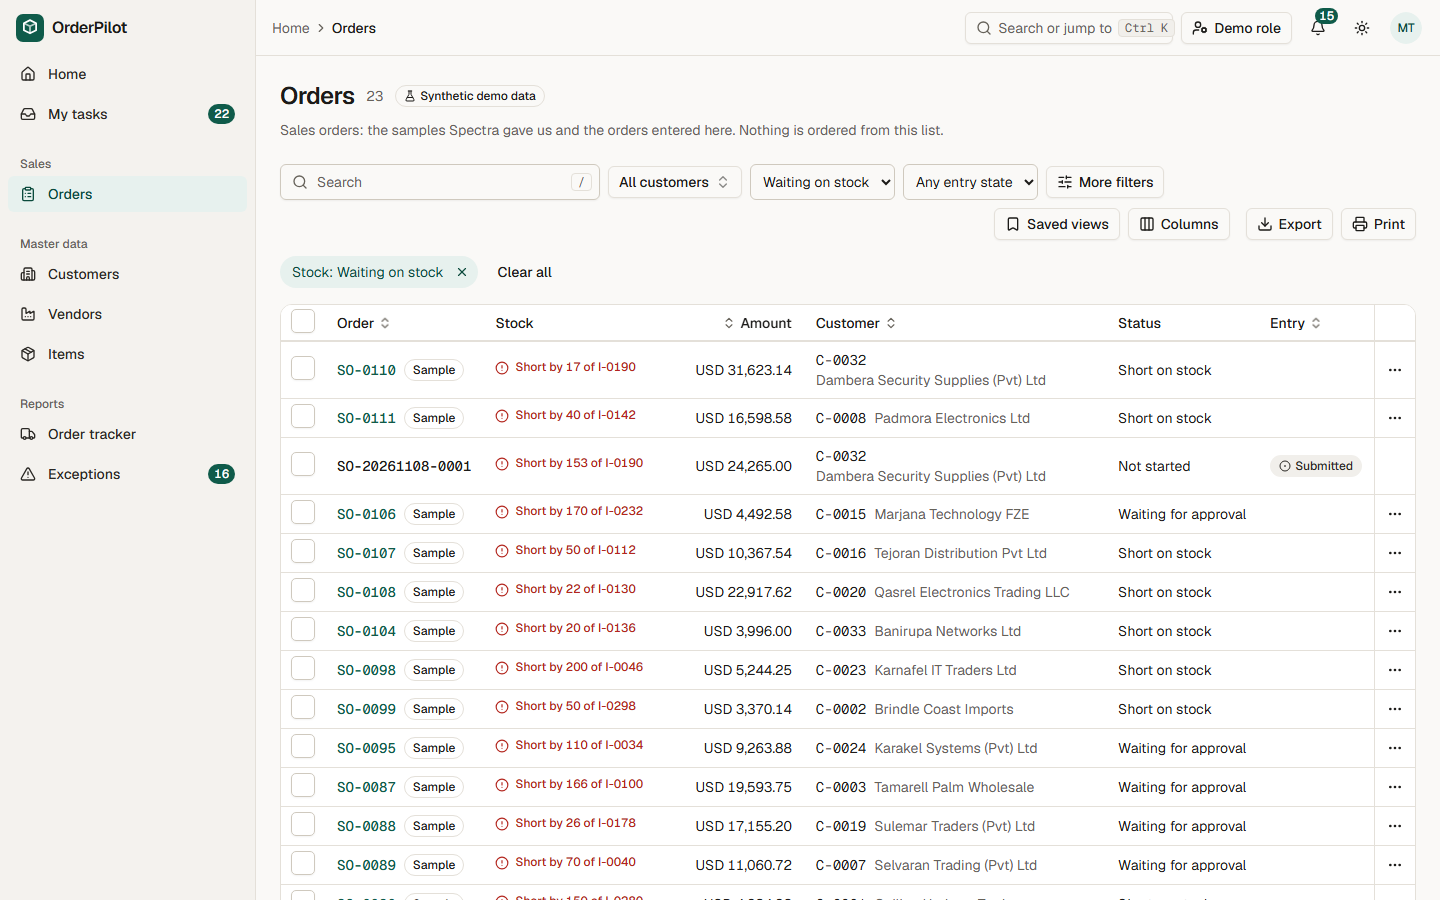 OrderPilot
Home
My tasks 22
Sales
Orders
Master data
Customers
Vendors
Items
Reports
Order tracker
Exceptions 16
Home > Orders
Search or jump to Ctrl K
Demo role
15
MT
Orders 23 Synthetic demo data
Sales orders: the samples Spectra gave us and the orders entered here. Nothing is ordered from this list.
Search /
All customers
Waiting on stock
Any entry state
More filters
Saved views
Columns
Export
Print
Stock: Waiting on stock
Clear all
Order Stock Amount Customer Status Entry
SO-0110 Sample Short by 17 of I-0190 USD 31,623.14 C-0032 Dambera Security Supplies (Pvt) Ltd Short on stock
SO-0111 Sample Short by 40 of I-0142 USD 16,598.58 C-0008 Padmora Electronics Ltd Short on stock
SO-20261108-0001 Short by 153 of I-0190 USD 24,265.00 C-0032 Dambera Security Supplies (Pvt) Ltd Not started Submitted
SO-0106 Sample Short by 170 of I-0232 USD 4,492.58 C-0015 Marjana Technology FZE Waiting for approval
SO-0107 Sample Short by 50 of I-0112 USD 10,367.54 C-0016 Tejoran Distribution Pvt Ltd Short on stock
SO-0108 Sample Short by 22 of I-0130 USD 22,917.62 C-0020 Qasrel Electronics Trading LLC Short on stock
SO-0104 Sample Short by 20 of I-0136 USD 3,996.00 C-0033 Banirupa Networks Ltd Short on stock
SO-0098 Sample Short by 200 of I-0046 USD 5,244.25 C-0023 Karnafel IT Traders Ltd Short on stock
SO-0099 Sample Short by 50 of I-0298 USD 3,370.14 C-0002 Brindle Coast Imports Short on stock
SO-0095 Sample Short by 110 of I-0034 USD 9,263.88 C-0024 Karakel Systems (Pvt) Ltd Waiting for approval
SO-0087 Sample Short by 166 of I-0100 USD 19,593.75 C-0003 Tamarell Palm Wholesale Waiting for approval
SO-0088 Sample Short by 26 of I-0178 USD 17,155.20 C-0019 Sulemar Traders (Pvt) Ltd Waiting for approval
SO-0089 Sample Short by 70 of I-0040 USD 11,060.72 C-0007 Selvaran Trading (Pvt) Ltd Waiting for approval